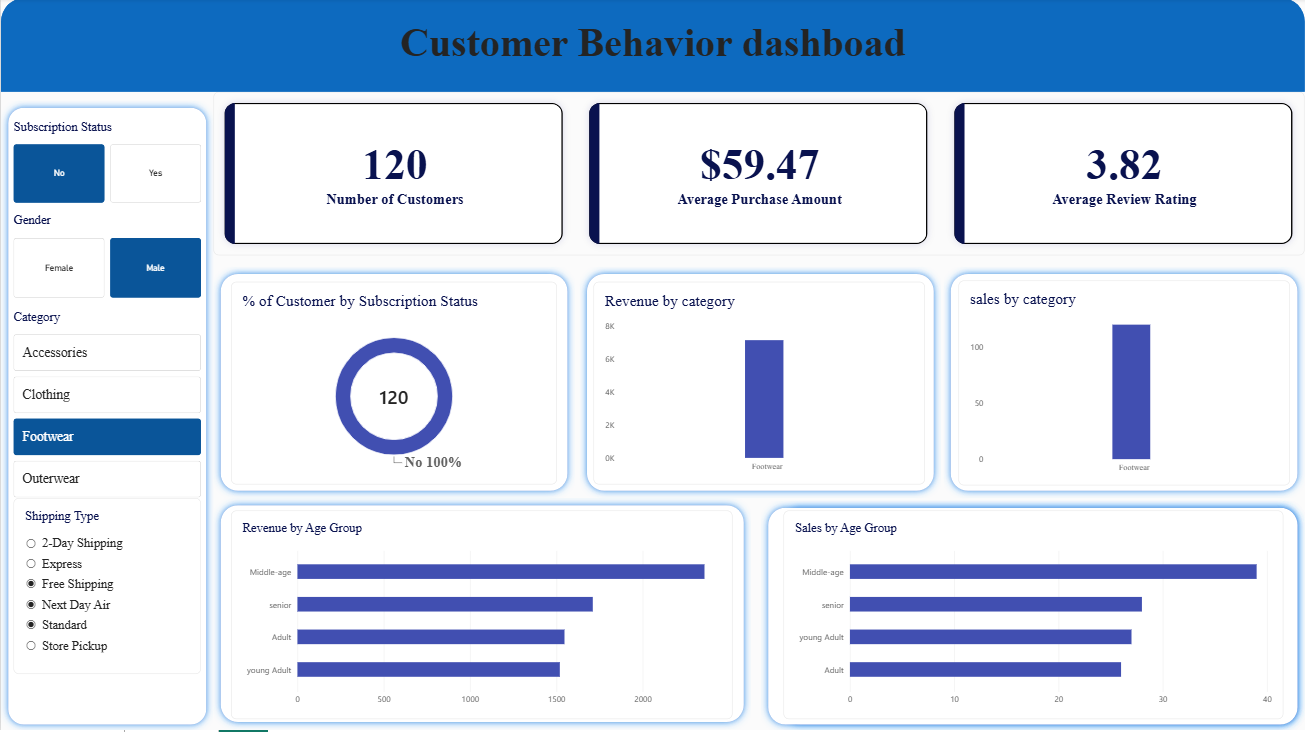 Customer Behavior dashboad
Subscription Status
No
Yes
Gender
Female
Male
Category
Accessories
Clothing
Footwear
Outerwear
Shipping Type
2-Day Shipping
Express
Free Shipping
Next Day Air
Standard
Store Pickup
120
Number of Customers
$59.47
Average Purchase Amount
3.82
Average Review Rating
% of Customer by Subscription Status
120
No 100%
Revenue by category
8K
6K
4K
2K
0K
Footwear
sales by category
100
50
0
Footwear
Revenue by Age Group
Middle-age
senior
Adult
young Adult
0 500 1000 1500 2000
Sales by Age Group
Middle-age
senior
young Adult
Adult
0 10 20 30 40